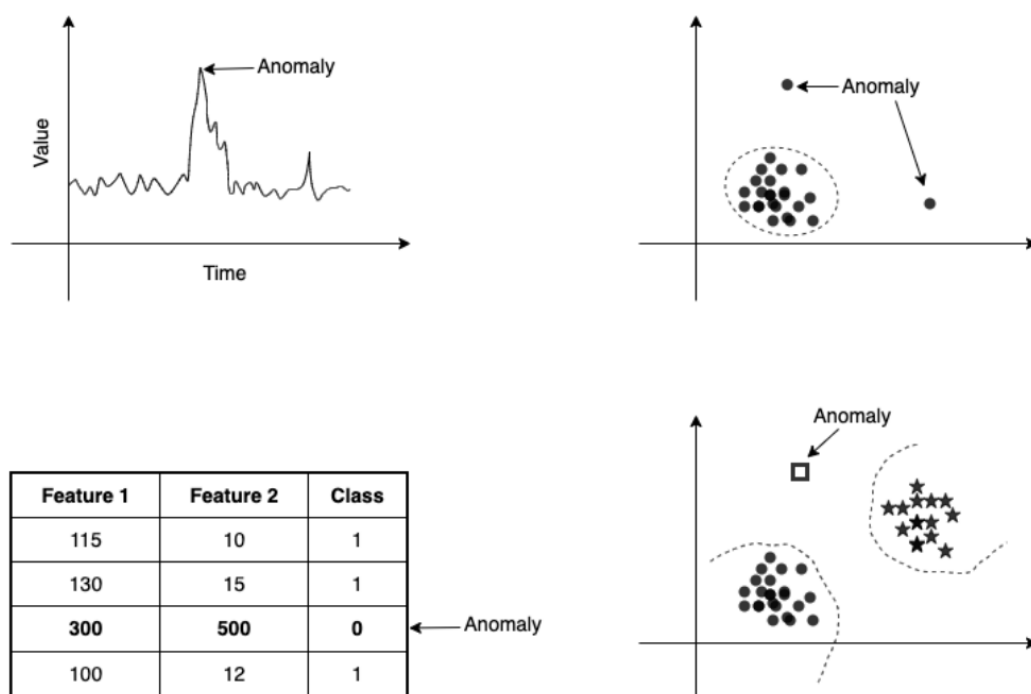 Anomaly
Value
Time
Anomaly
Feature 1 Feature 2 Class
115 10 1
130 15 1
300 500 0
100 12 1
Anomaly
Anomaly